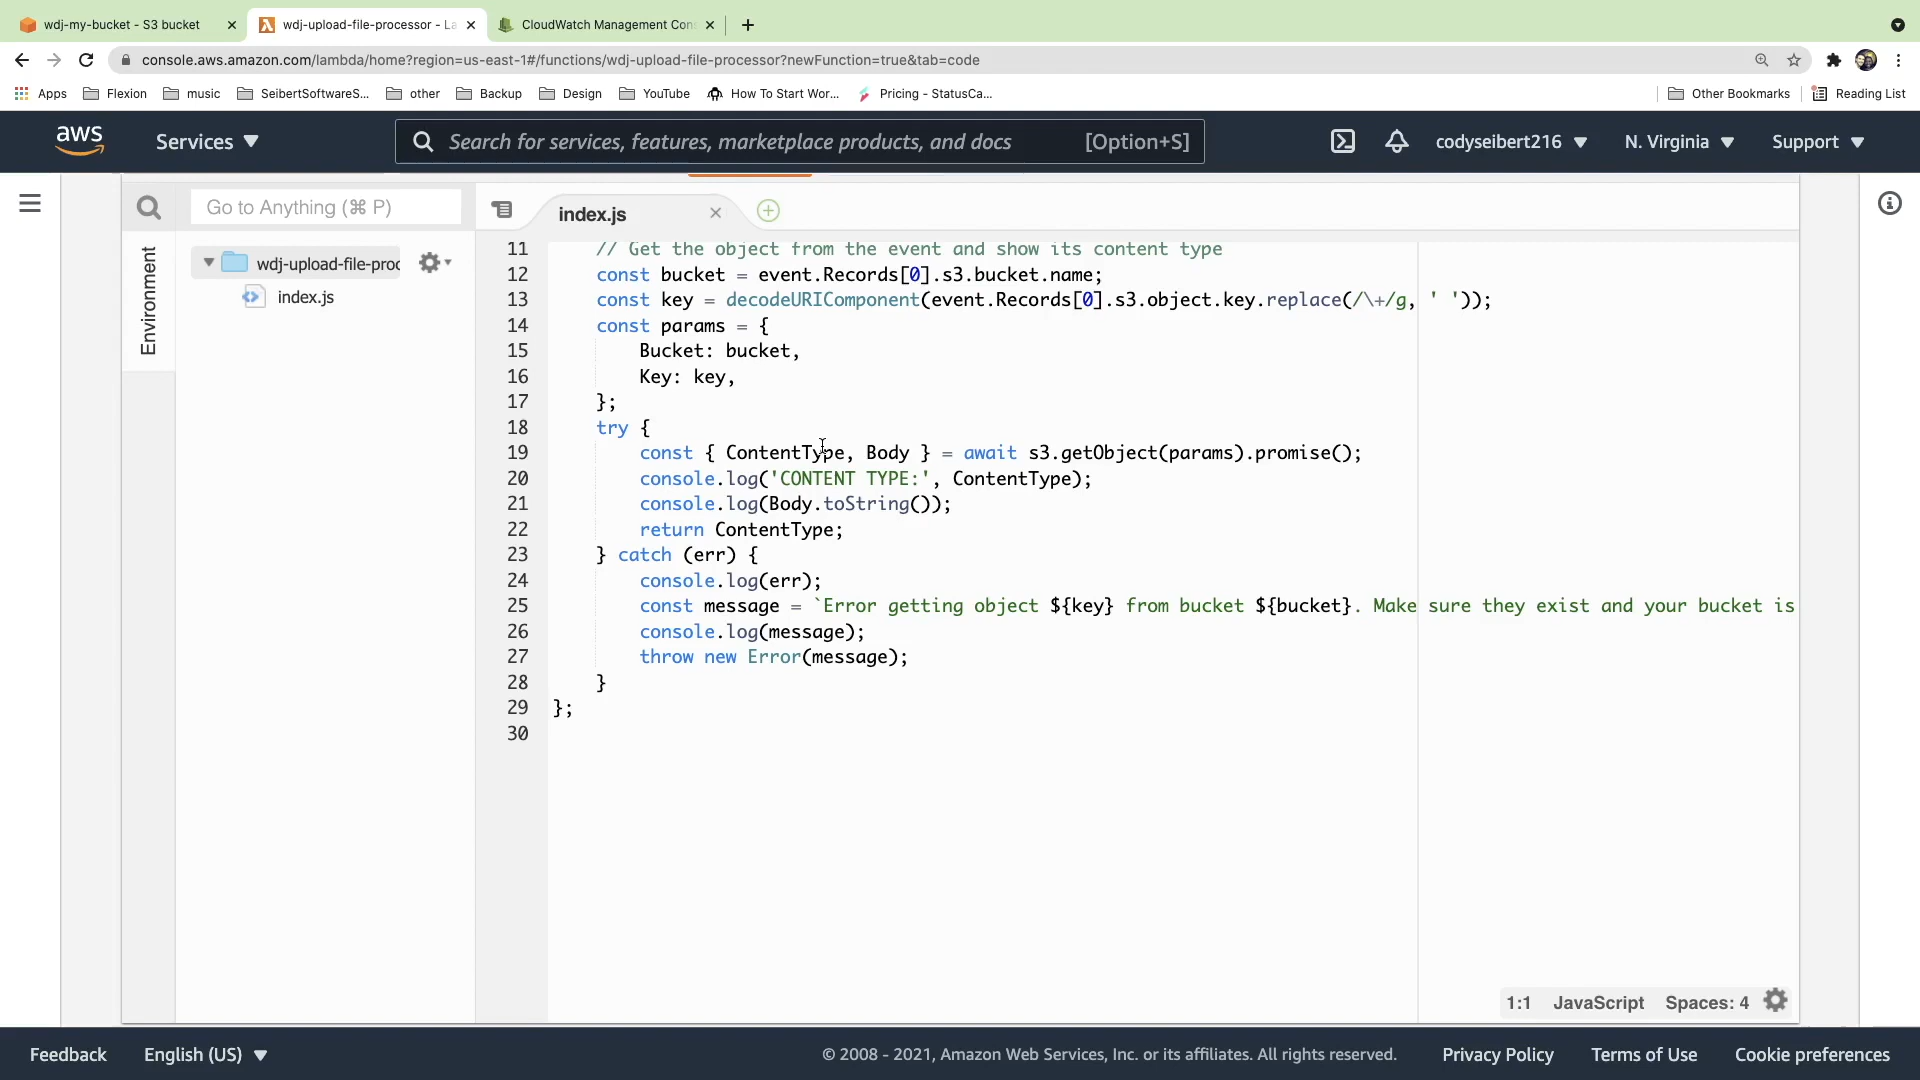 wdj-my-bucket - S3 bucket
wdj-upload-file-processor - La
CloudWatch Management Con
console.aws.amazon.com/lambda/home?region=us-east-1#/functions/wdj-upload-file-processor?newFunction=true&tab=code
Apps
Flexion
music
SeibertSoftwareS...
other
Backup
Design
YouTube
How To Start Wor...
Pricing - StatusCa...
Other Bookmarks
Reading List
aws
Services
Search for services, features, marketplace products, and docs
[Option+S]
codyseibert216
N. Virginia
Support
Go to Anything (⌘ P)
index.js
Environment
wdj-upload-file-proc
index.js
11 // Get the object from the event and show its content type
12 const bucket = event.Records[0].s3.bucket.name;
13 const key = decodeURIComponent(event.Records[0].s3.object.key.replace(/\+/g, ' '));
14 const params = {
15 Bucket: bucket,
16 Key: key,
17 };
18 try {
19 const { ContentType, Body } = await s3.getObject(params).promise();
20 console.log('CONTENT TYPE:', ContentType);
21 console.log(Body.toString());
22 return ContentType;
23 } catch (err) {
24 console.log(err);
25 const message = `Error getting object ${key} from bucket ${bucket}. Make sure they exist and your bucket is
26 console.log(message);
27 throw new Error(message);
28 }
29 };
30
1:1 JavaScript Spaces: 4
Feedback
English (US)
© 2008 - 2021, Amazon Web Services, Inc. or its affiliates. All rights reserved.
Privacy Policy
Terms of Use
Cookie preferences